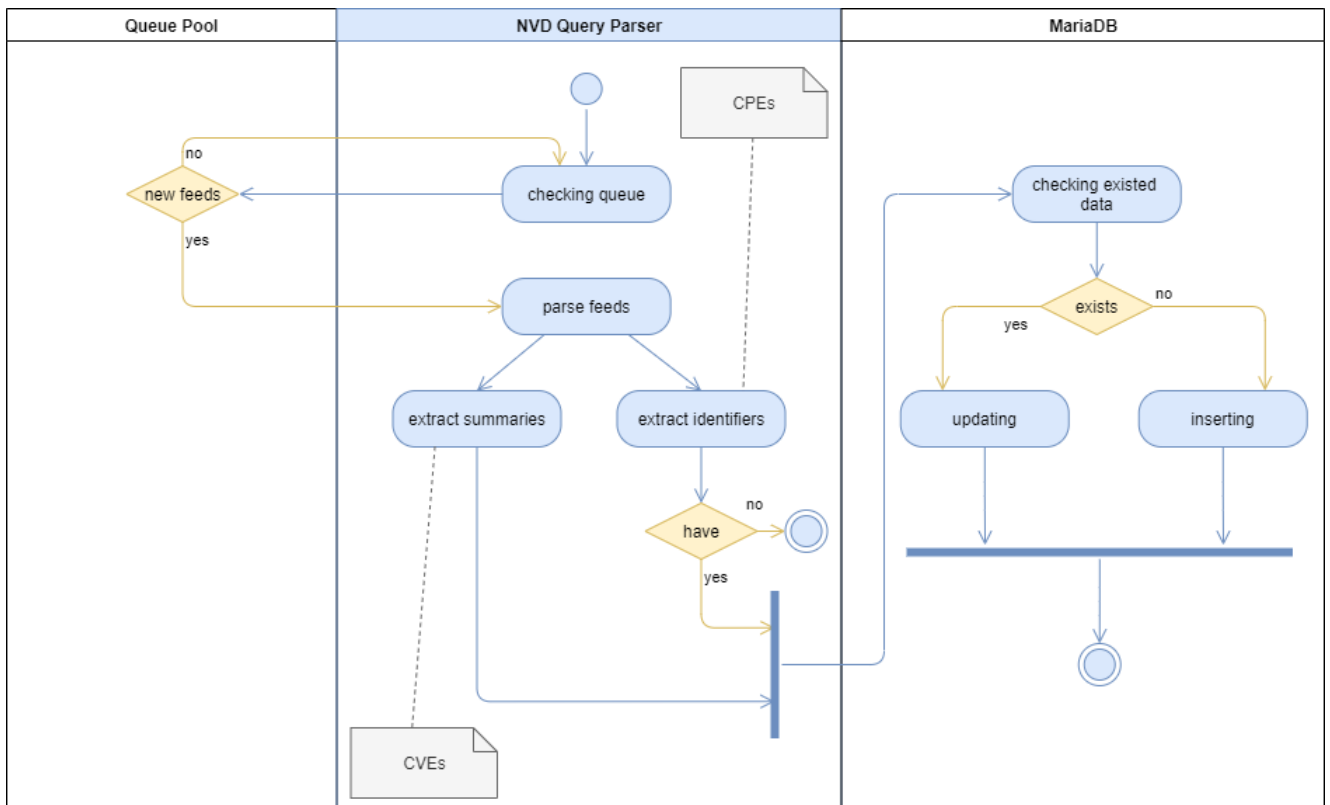 Queue Pool
NVD Query Parser
MariaDB
CPEs
no
new feeds
yes
checking queue
checking existed
data
parse feeds
exists
yes
no
extract summaries
extract identifiers
updating
inserting
have
no
yes
CVEs